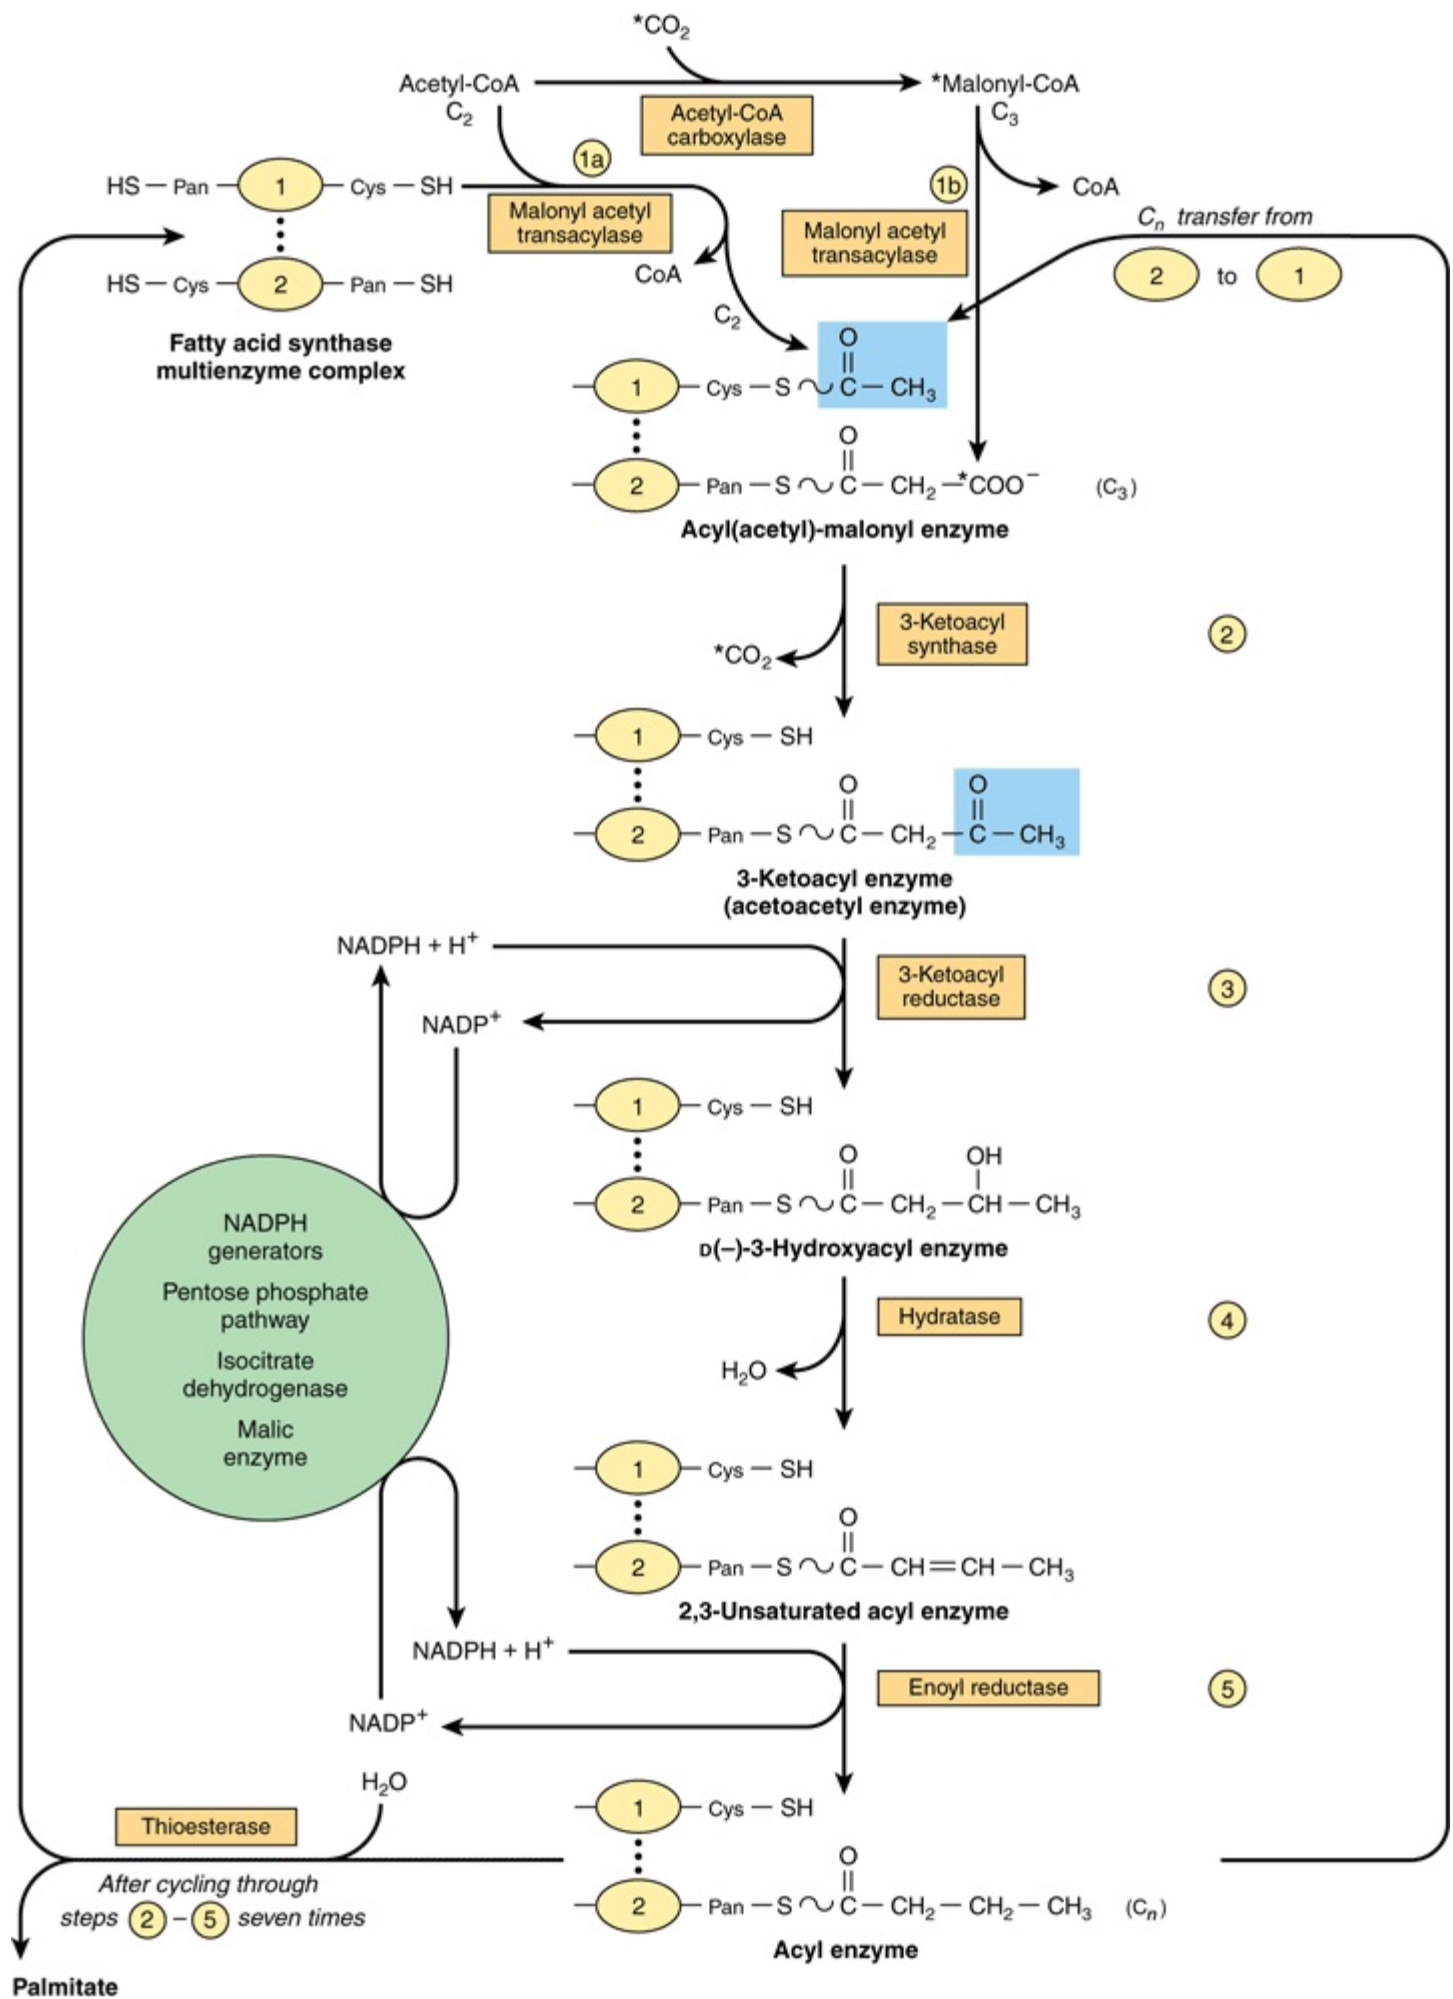 *CO₂
Acetyl-CoA
C₂
*Malonyl-CoA
C₃
Acetyl-CoA
carboxylase
1a
HS — Pan — 1 — Cys — SH
HS — Cys — 2 — Pan — SH
Fatty acid synthase
multienzyme complex
Malonyl acetyl
transacylase
CoA
C₂
1b
CoA
Malonyl acetyl
transacylase
Cₙ transfer from
2 to 1
O
1 — Cys — S ~ C — CH₃
O
2 — Pan — S ~ C — CH₂ — *COO⁻ (C₃)
Acyl(acetyl)-malonyl enzyme
3-Ketoacyl
synthase
2
*CO₂
1 — Cys — SH
O O
2 — Pan — S ~ C — CH₂ — C — CH₃
3-Ketoacyl enzyme
(acetoacetyl enzyme)
NADPH + H⁺
3-Ketoacyl
reductase
3
NADP⁺
1 — Cys — SH
O OH
2 — Pan — S ~ C — CH₂ — CH — CH₃
D(–)-3-Hydroxyacyl enzyme
NADPH
generators
Pentose phosphate
pathway
Isocitrate
dehydrogenase
Malic
enzyme
Hydratase
4
H₂O
1 — Cys — SH
O
2 — Pan — S ~ C — CH = CH — CH₃
2,3-Unsaturated acyl enzyme
NADPH + H⁺
Enoyl reductase
5
NADP⁺
H₂O
Thioesterase
After cycling through
steps 2 – 5 seven times
Palmitate
1 — Cys — SH
O
2 — Pan — S ~ C — CH₂ — CH₂ — CH₃ (Cₙ)
Acyl enzyme